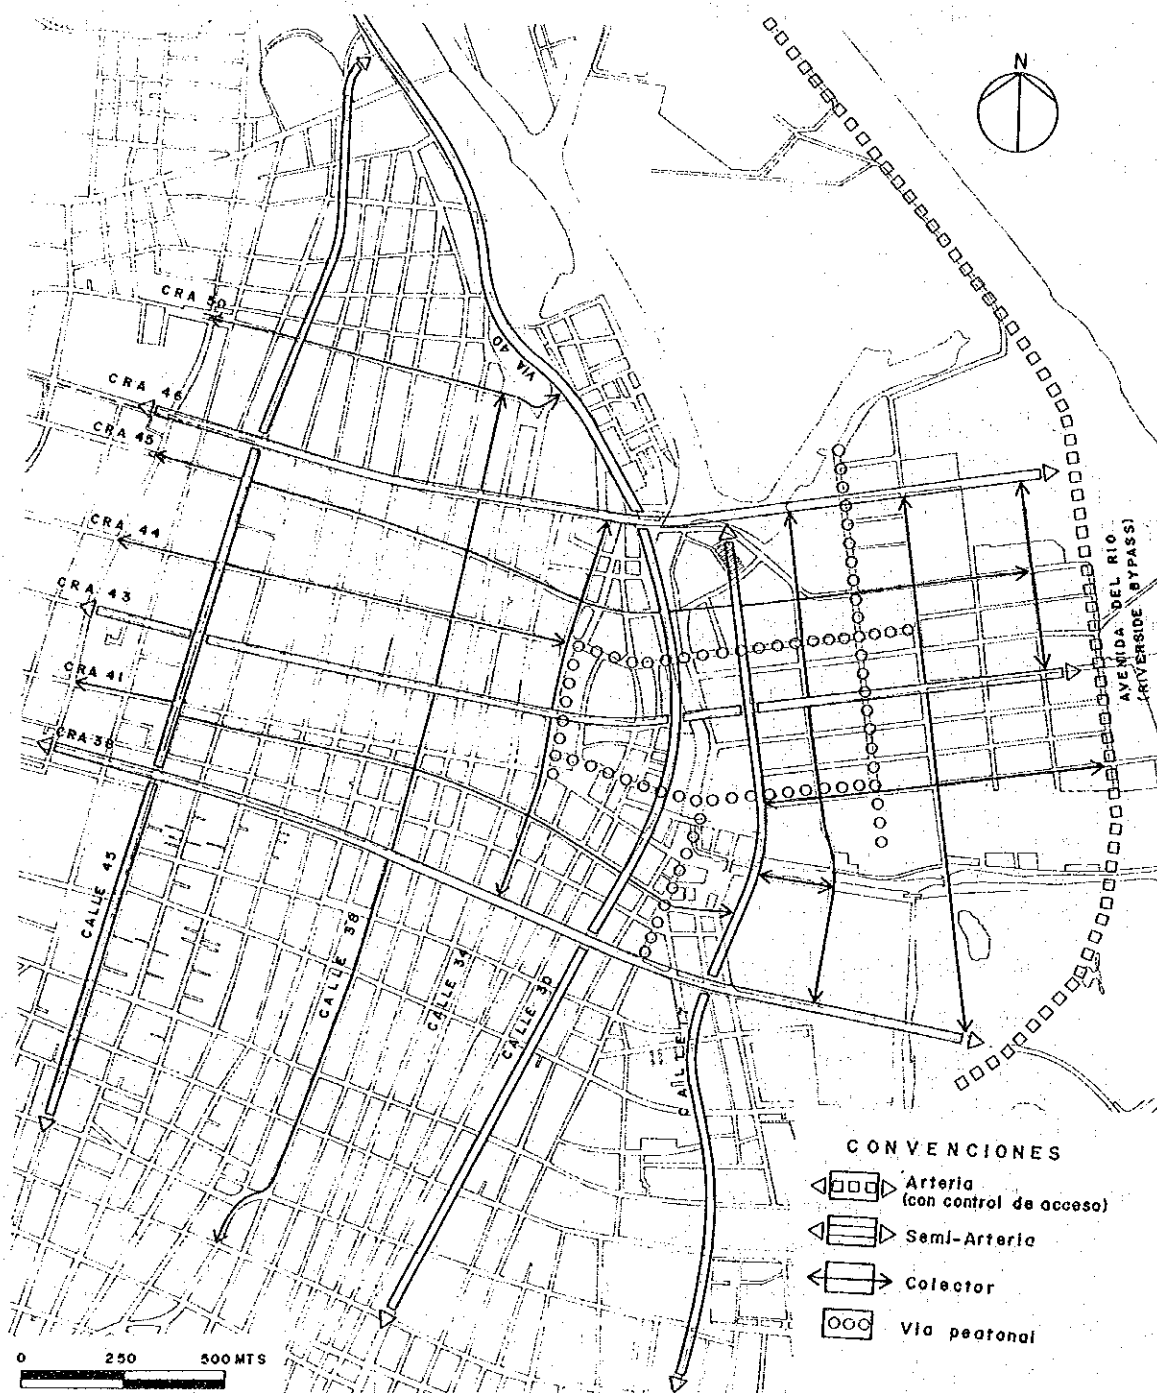 N
CRA 50
VIA 40
CRA 46
CRA 45
CRA 44
CRA 43
CRA 41
CRA 38
AVENIDA DEL RIO
(RIVERSIDE BYPASS)
CALLE 45
CALLE 38
CALLE 34
CALLE 30
CALLE 17
CONVENCIONES
Arteria
(con control de acceso)
Semi-Arteria
Colector
Via peatonal
0 250 500 MTS